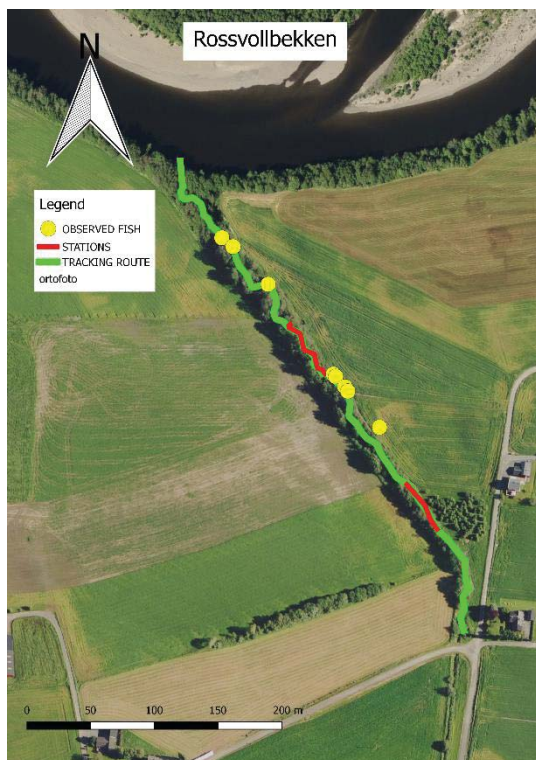 Rossvollbekken
N
Legend
OBSERVED FISH
STATIONS
TRACKING ROUTE
ortofoto
0 50 100 150 200 m